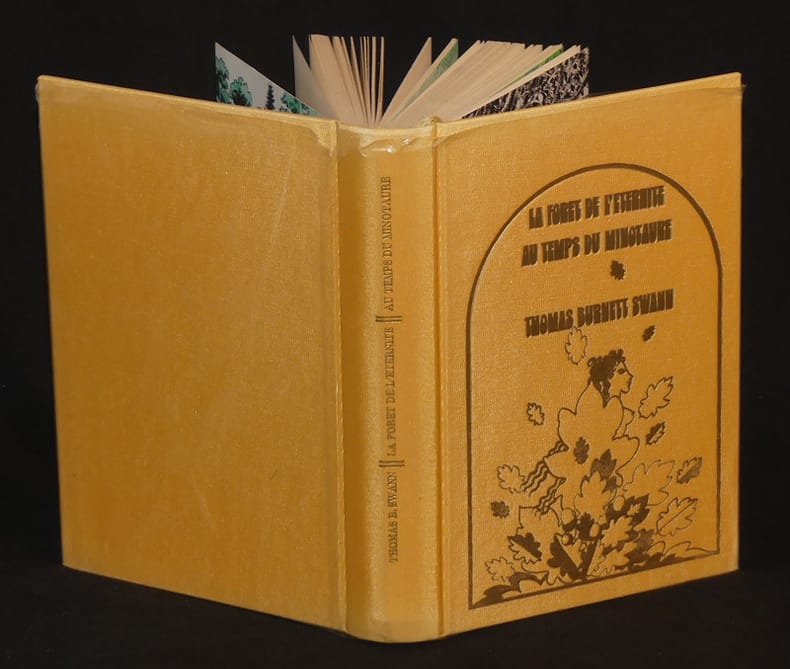 THOMAS B. SWANN || LA FORET DE L'ETERNITE || AU TEMPS DU MINOTAURE
LA FORET DE L'ETERNITE
AU TEMPS DU MINOTAURE
THOMAS BURNETT SWANN